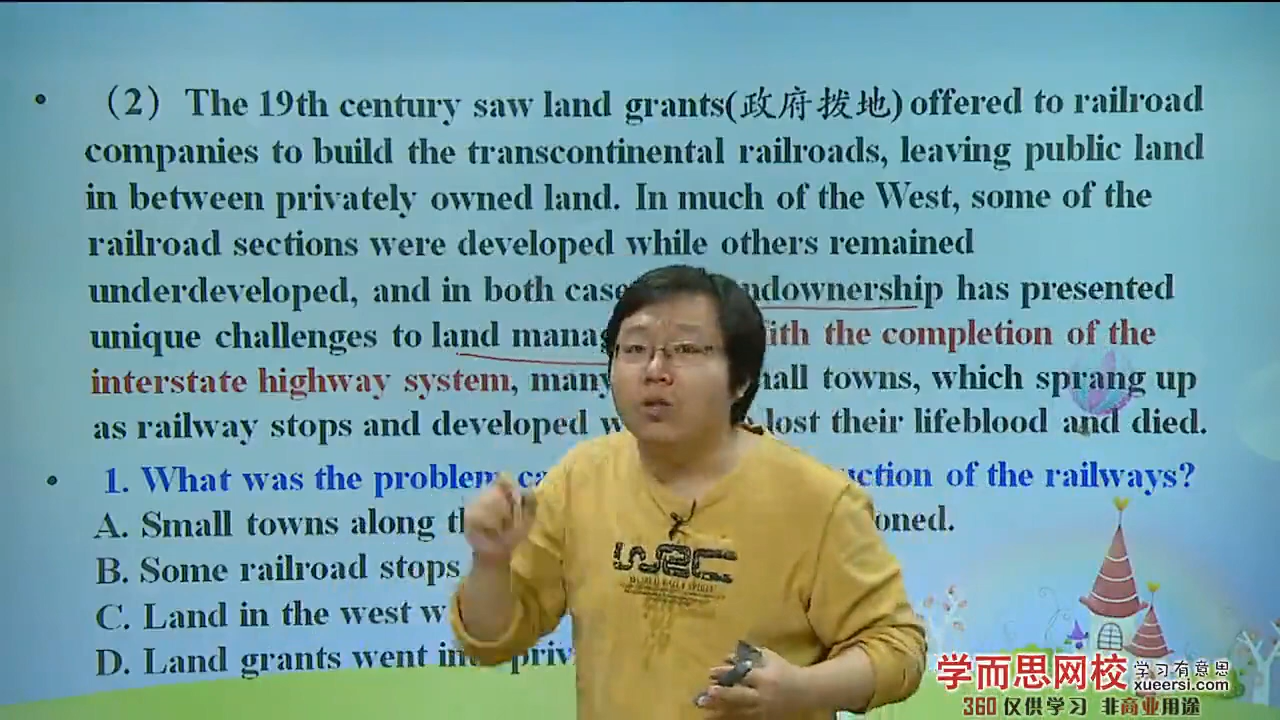 • （2） The 19th century saw land grants(政府拨地)offered to railroad
companies to build the transcontinental railroads, leaving public land
in between privately owned land. In much of the West, some of the
railroad sections were developed while others remained
underdeveloped, and in both ndownership has presented
unique challenges to land ith the completion of the
interstate highway system, many towns, which sprang up
as railway stops and developed lost their lifeblood and died.
• 1. What was the problem of the railways?
A. Small towns along
B. Some railroad stops
C. Land in the west
D. Land grants went
WEC
学而思网校 学习有意思
xueersi.com
360 仅供学习 非商业用途